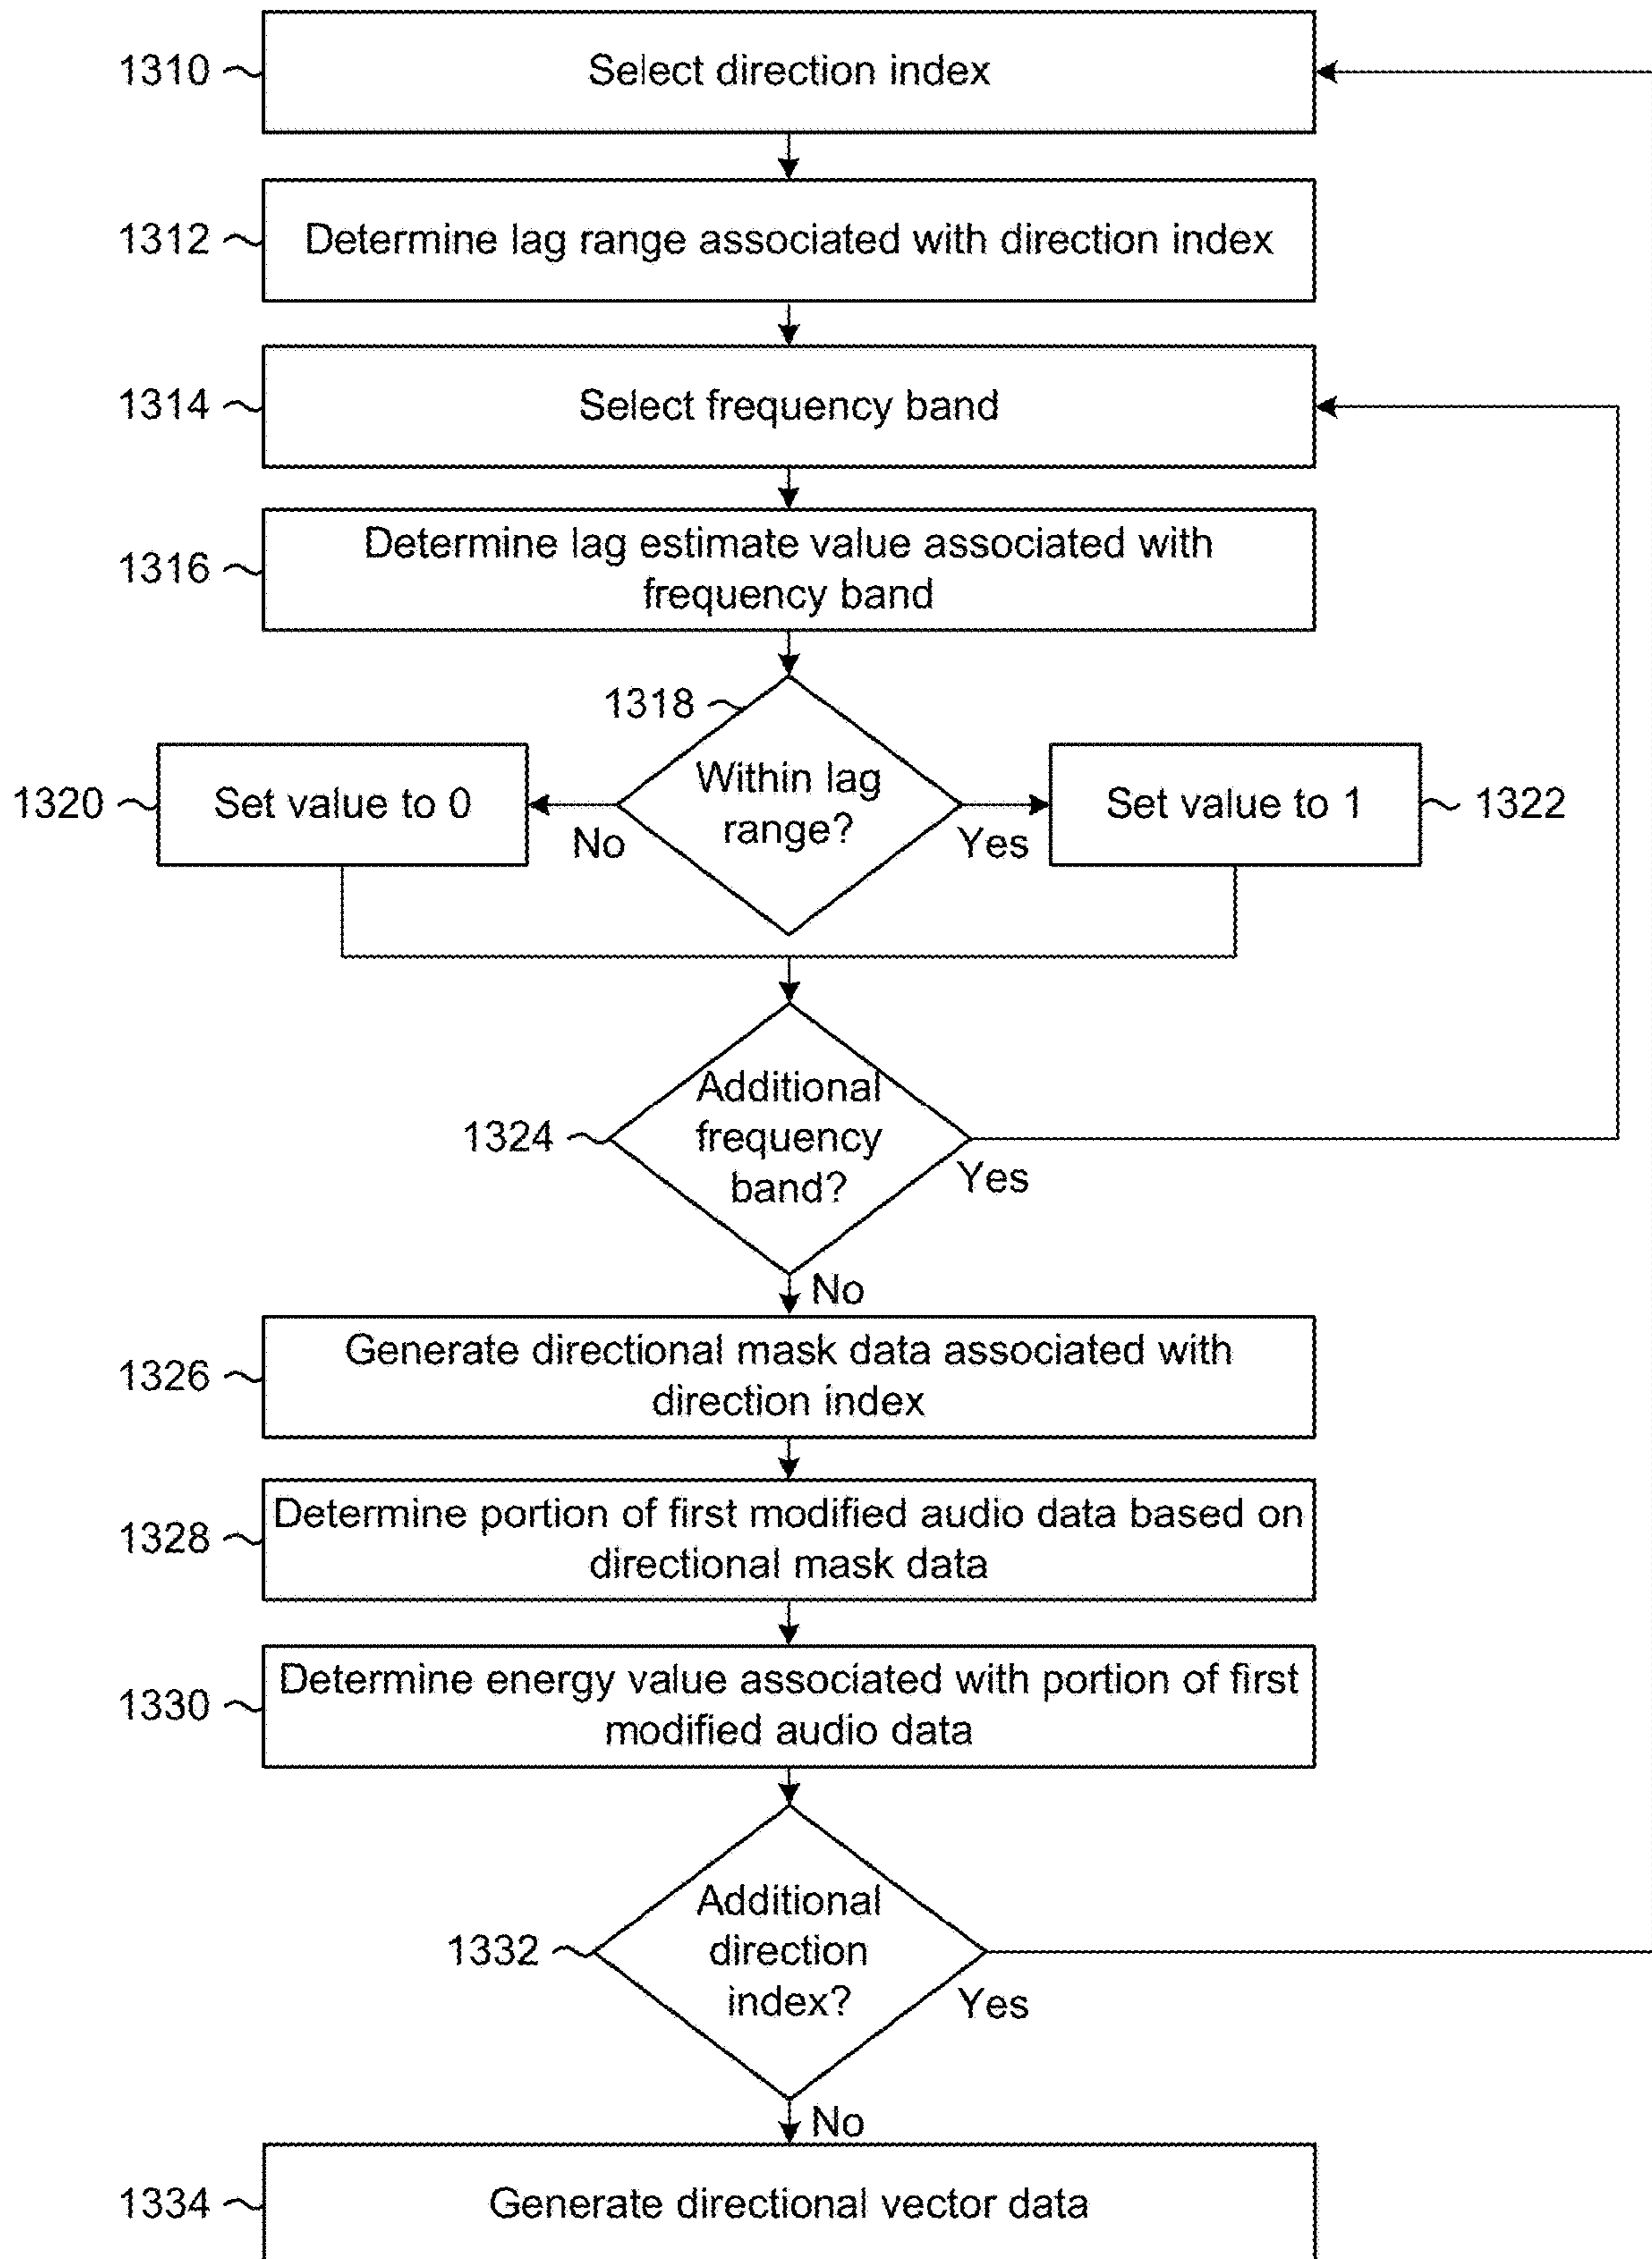 1310
Select direction index
1312
Determine lag range associated with direction index
1314
Select frequency band
1316
Determine lag estimate value associated with
frequency band
1318
Within lag
range?
1320
Set value to 0
No
Yes
Set value to 1
1322
1324
Additional
frequency
band?
Yes
No
1326
Generate directional mask data associated with
direction index
1328
Determine portion of first modified audio data based on
directional mask data
1330
Determine energy value associated with portion of first
modified audio data
1332
Additional
direction
index?
Yes
No
1334
Generate directional vector data